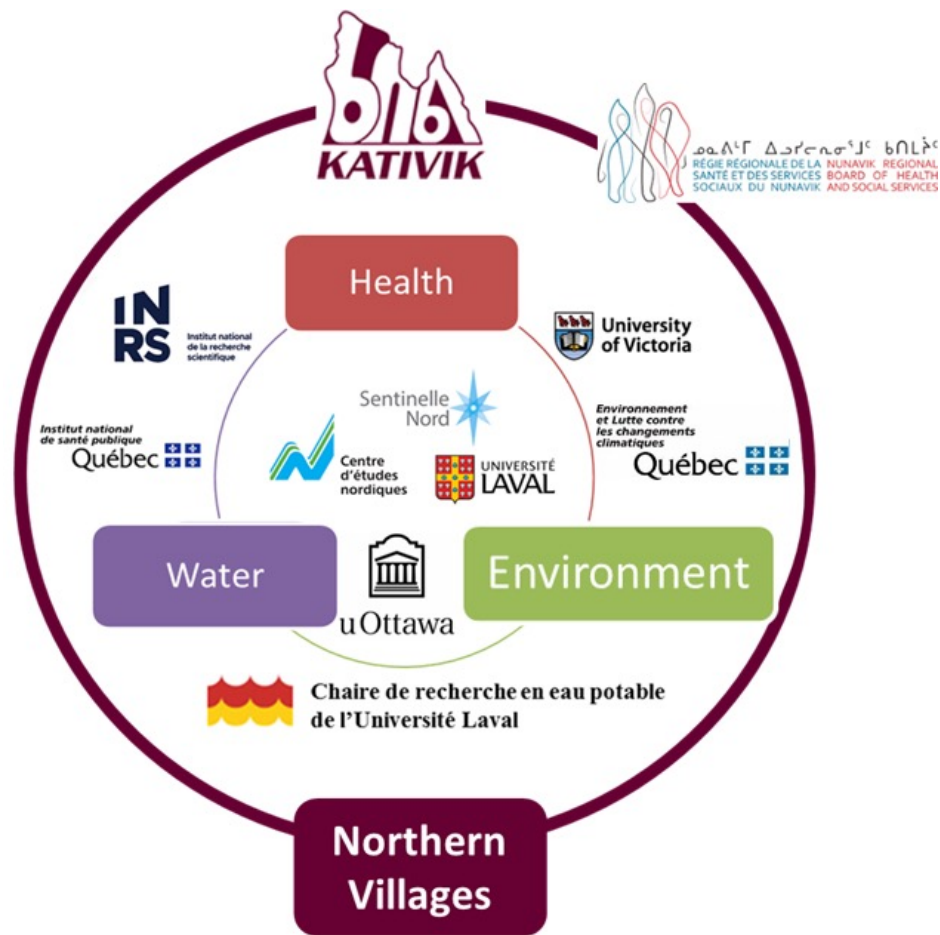 ᑲᑎᕕᒃ
KATIVIK
RÉGIE RÉGIONALE DE LA
SANTÉ ET DES SERVICES
SOCIAUX DU NUNAVIK
NUNAVIK REGIONAL
BOARD OF HEALTH
AND SOCIAL SERVICES
Health
INRS
Institut national
de la recherche
scientifique
University
of Victoria
Sentinelle
Nord
Institut national
de santé publique
Québec
Centre
d'études
nordiques
UNIVERSITÉ
LAVAL
Environnement
et Lutte contre
les changements
climatiques
Québec
Water
uOttawa
Environment
Chaire de recherche en eau potable
de l'Université Laval
Northern
Villages